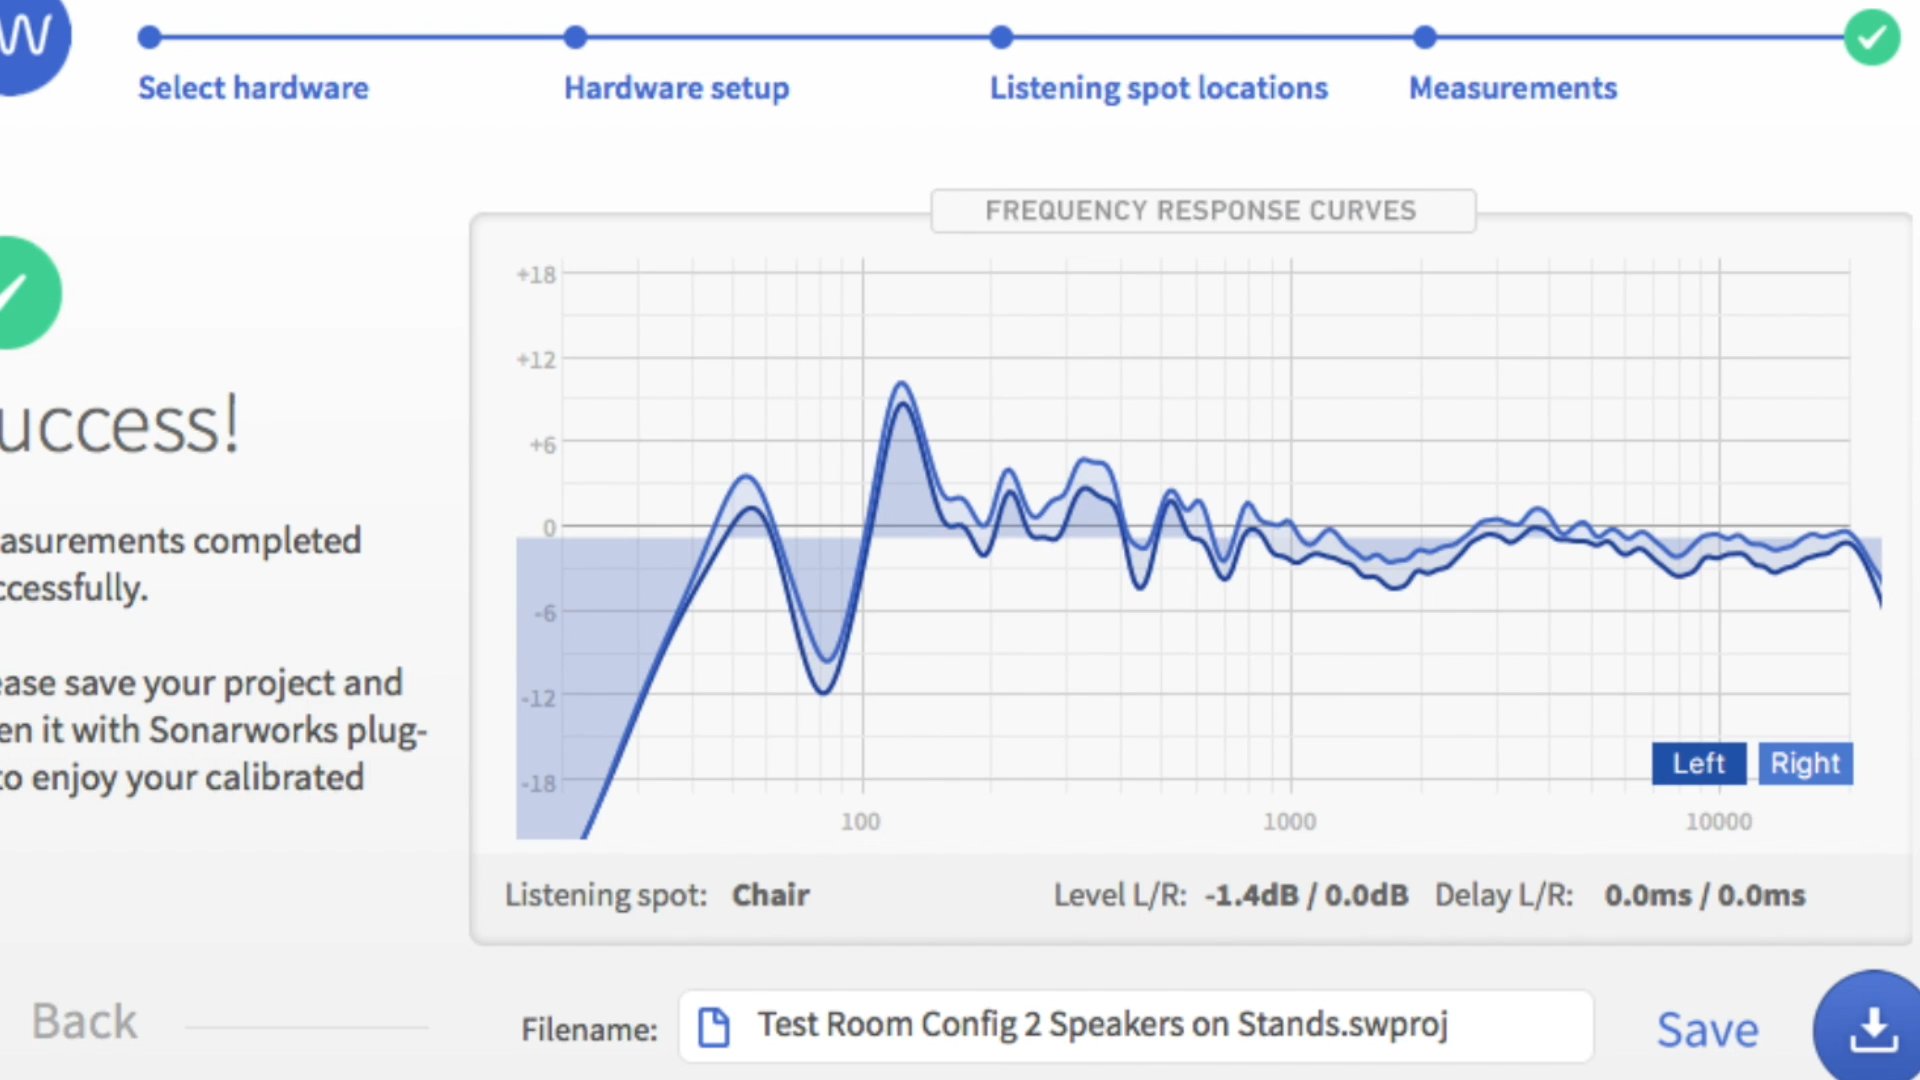 W
Select hardware
Hardware setup
Listening spot locations
Measurements
FREQUENCY RESPONSE CURVES
+18
+12
+6
0
-6
-12
-18
100
1000
10000
Left
Right
uccess!
asurements completed
ccessfully.
ease save your project and
en it with Sonarworks plug-
to enjoy your calibrated
Listening spot: Chair
Level L/R: -1.4dB / 0.0dB
Delay L/R: 0.0ms / 0.0ms
Back
Filename: Test Room Config 2 Speakers on Stands.swproj
Save